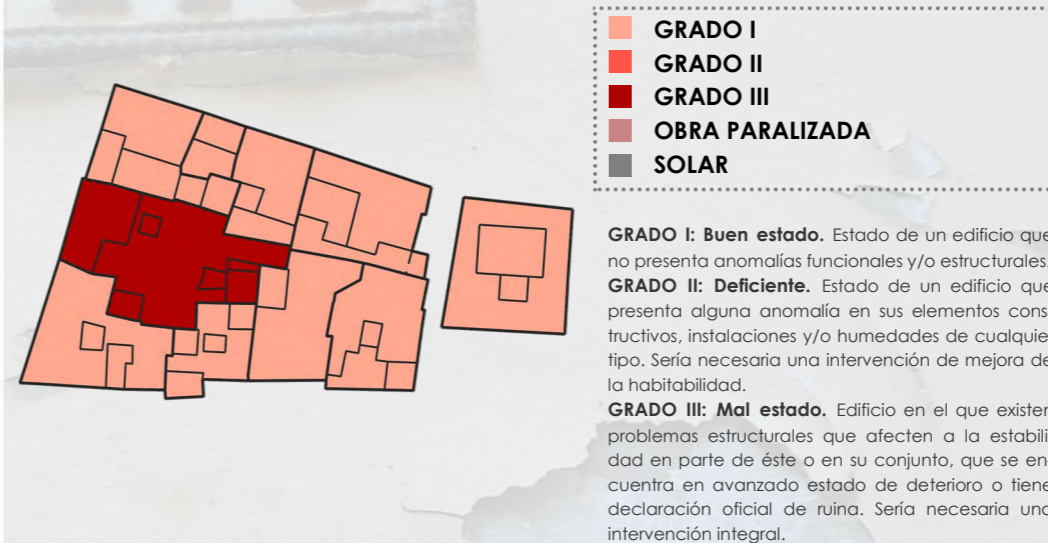 GRADO I
GRADO II
GRADO III
OBRA PARALIZADA
SOLAR
GRADO I: Buen estado. Estado de un edificio que
no presenta anomalías funcionales y/o estructurales.
GRADO II: Deficiente. Estado de un edificio que
presenta alguna anomalía en sus elementos cons
tructivos, instalaciones y/o humedades de cualquie
tipo. Sería necesaria una intervención de mejora de
la habitabilidad.
GRADO III: Mal estado. Edificio en el que existen
problemas estructurales que afecten a la estabili
dad en parte de éste o en su conjunto, que se en
cuentra en avanzado estado de deterioro o tiene
declaración oficial de ruina. Sería necesaria una
intervención integral.